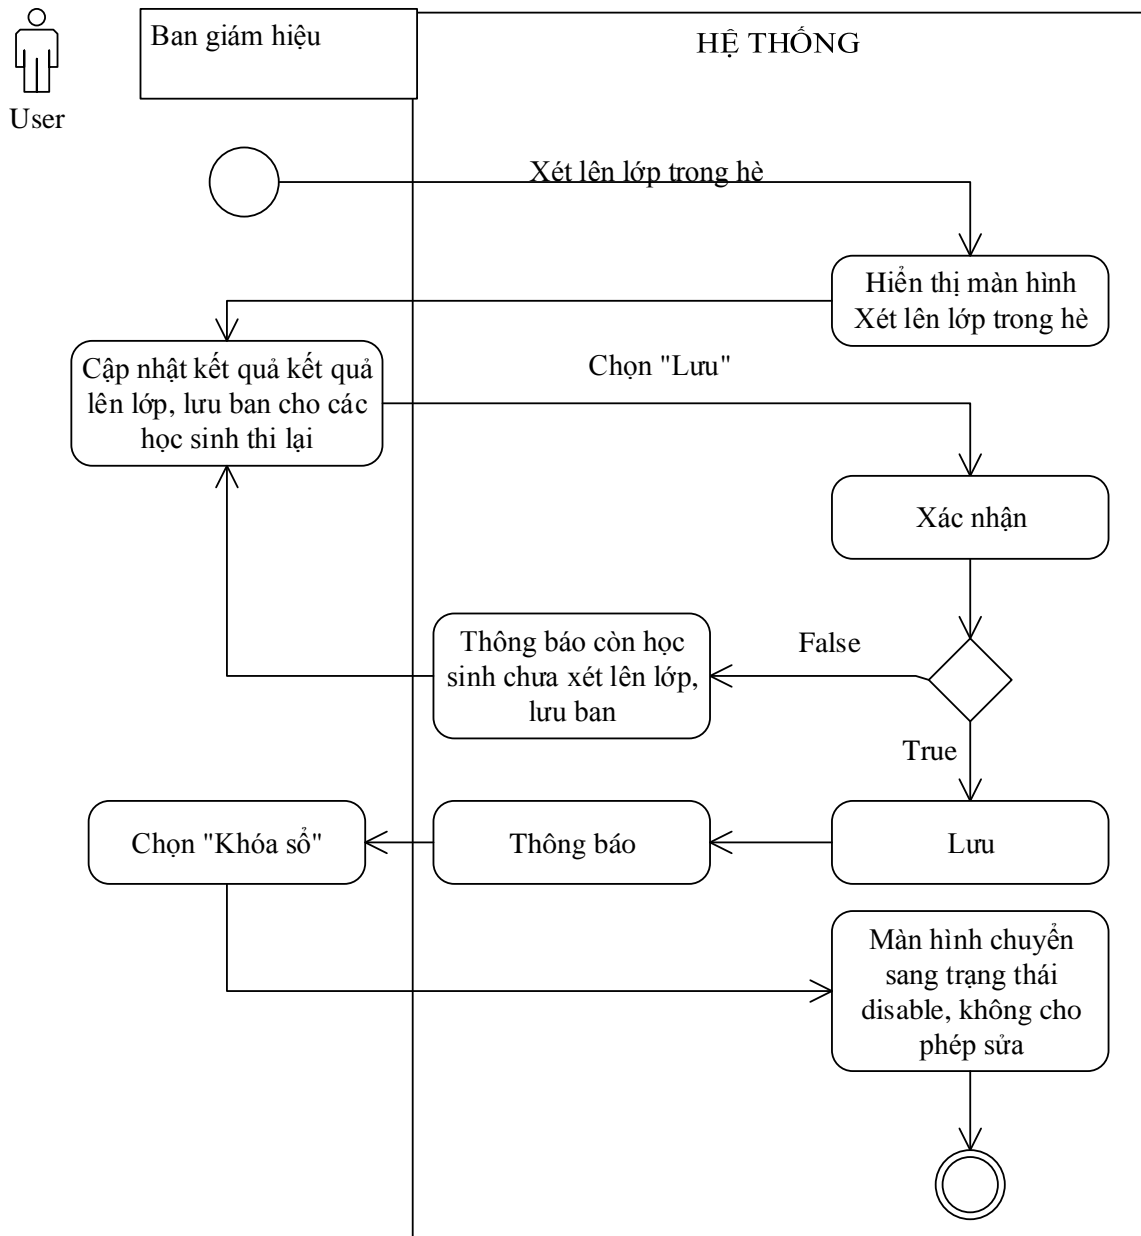 Ban giám hiệu
HỆ THỐNG
User
Xét lên lớp trong hè
Hiển thị màn hình
Xét lên lớp trong hè
Cập nhật kết quả kết quả
lên lớp, lưu ban cho các
học sinh thi lại
Chọn "Lưu"
Xác nhận
Thông báo còn học
sinh chưa xét lên lớp,
lưu ban
False
True
Chọn "Khóa sổ"
Thông báo
Lưu
Màn hình chuyển
sang trạng thái
disable, không cho
phép sửa